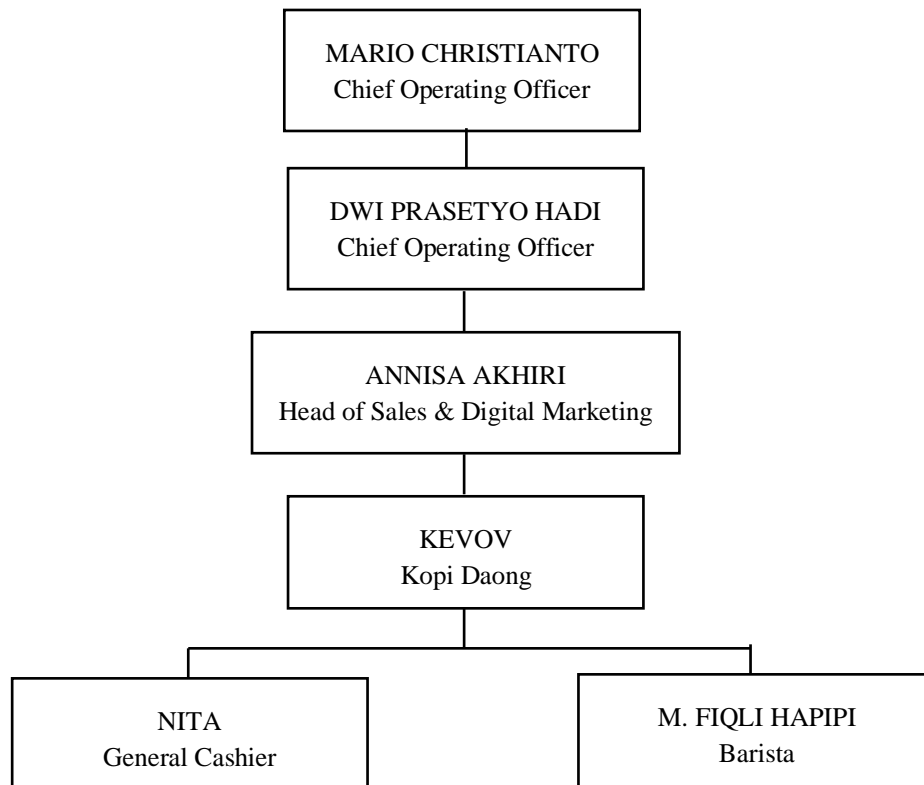 MARIO CHRISTIANTO
Chief Operating Officer
DWI PRASETYO HADI
Chief Operating Officer
ANNISA AKHIRI
Head of Sales & Digital Marketing
KEVOV
Kopi Daong
NITA
General Cashier
M. FIQLI HAPIPI
Barista